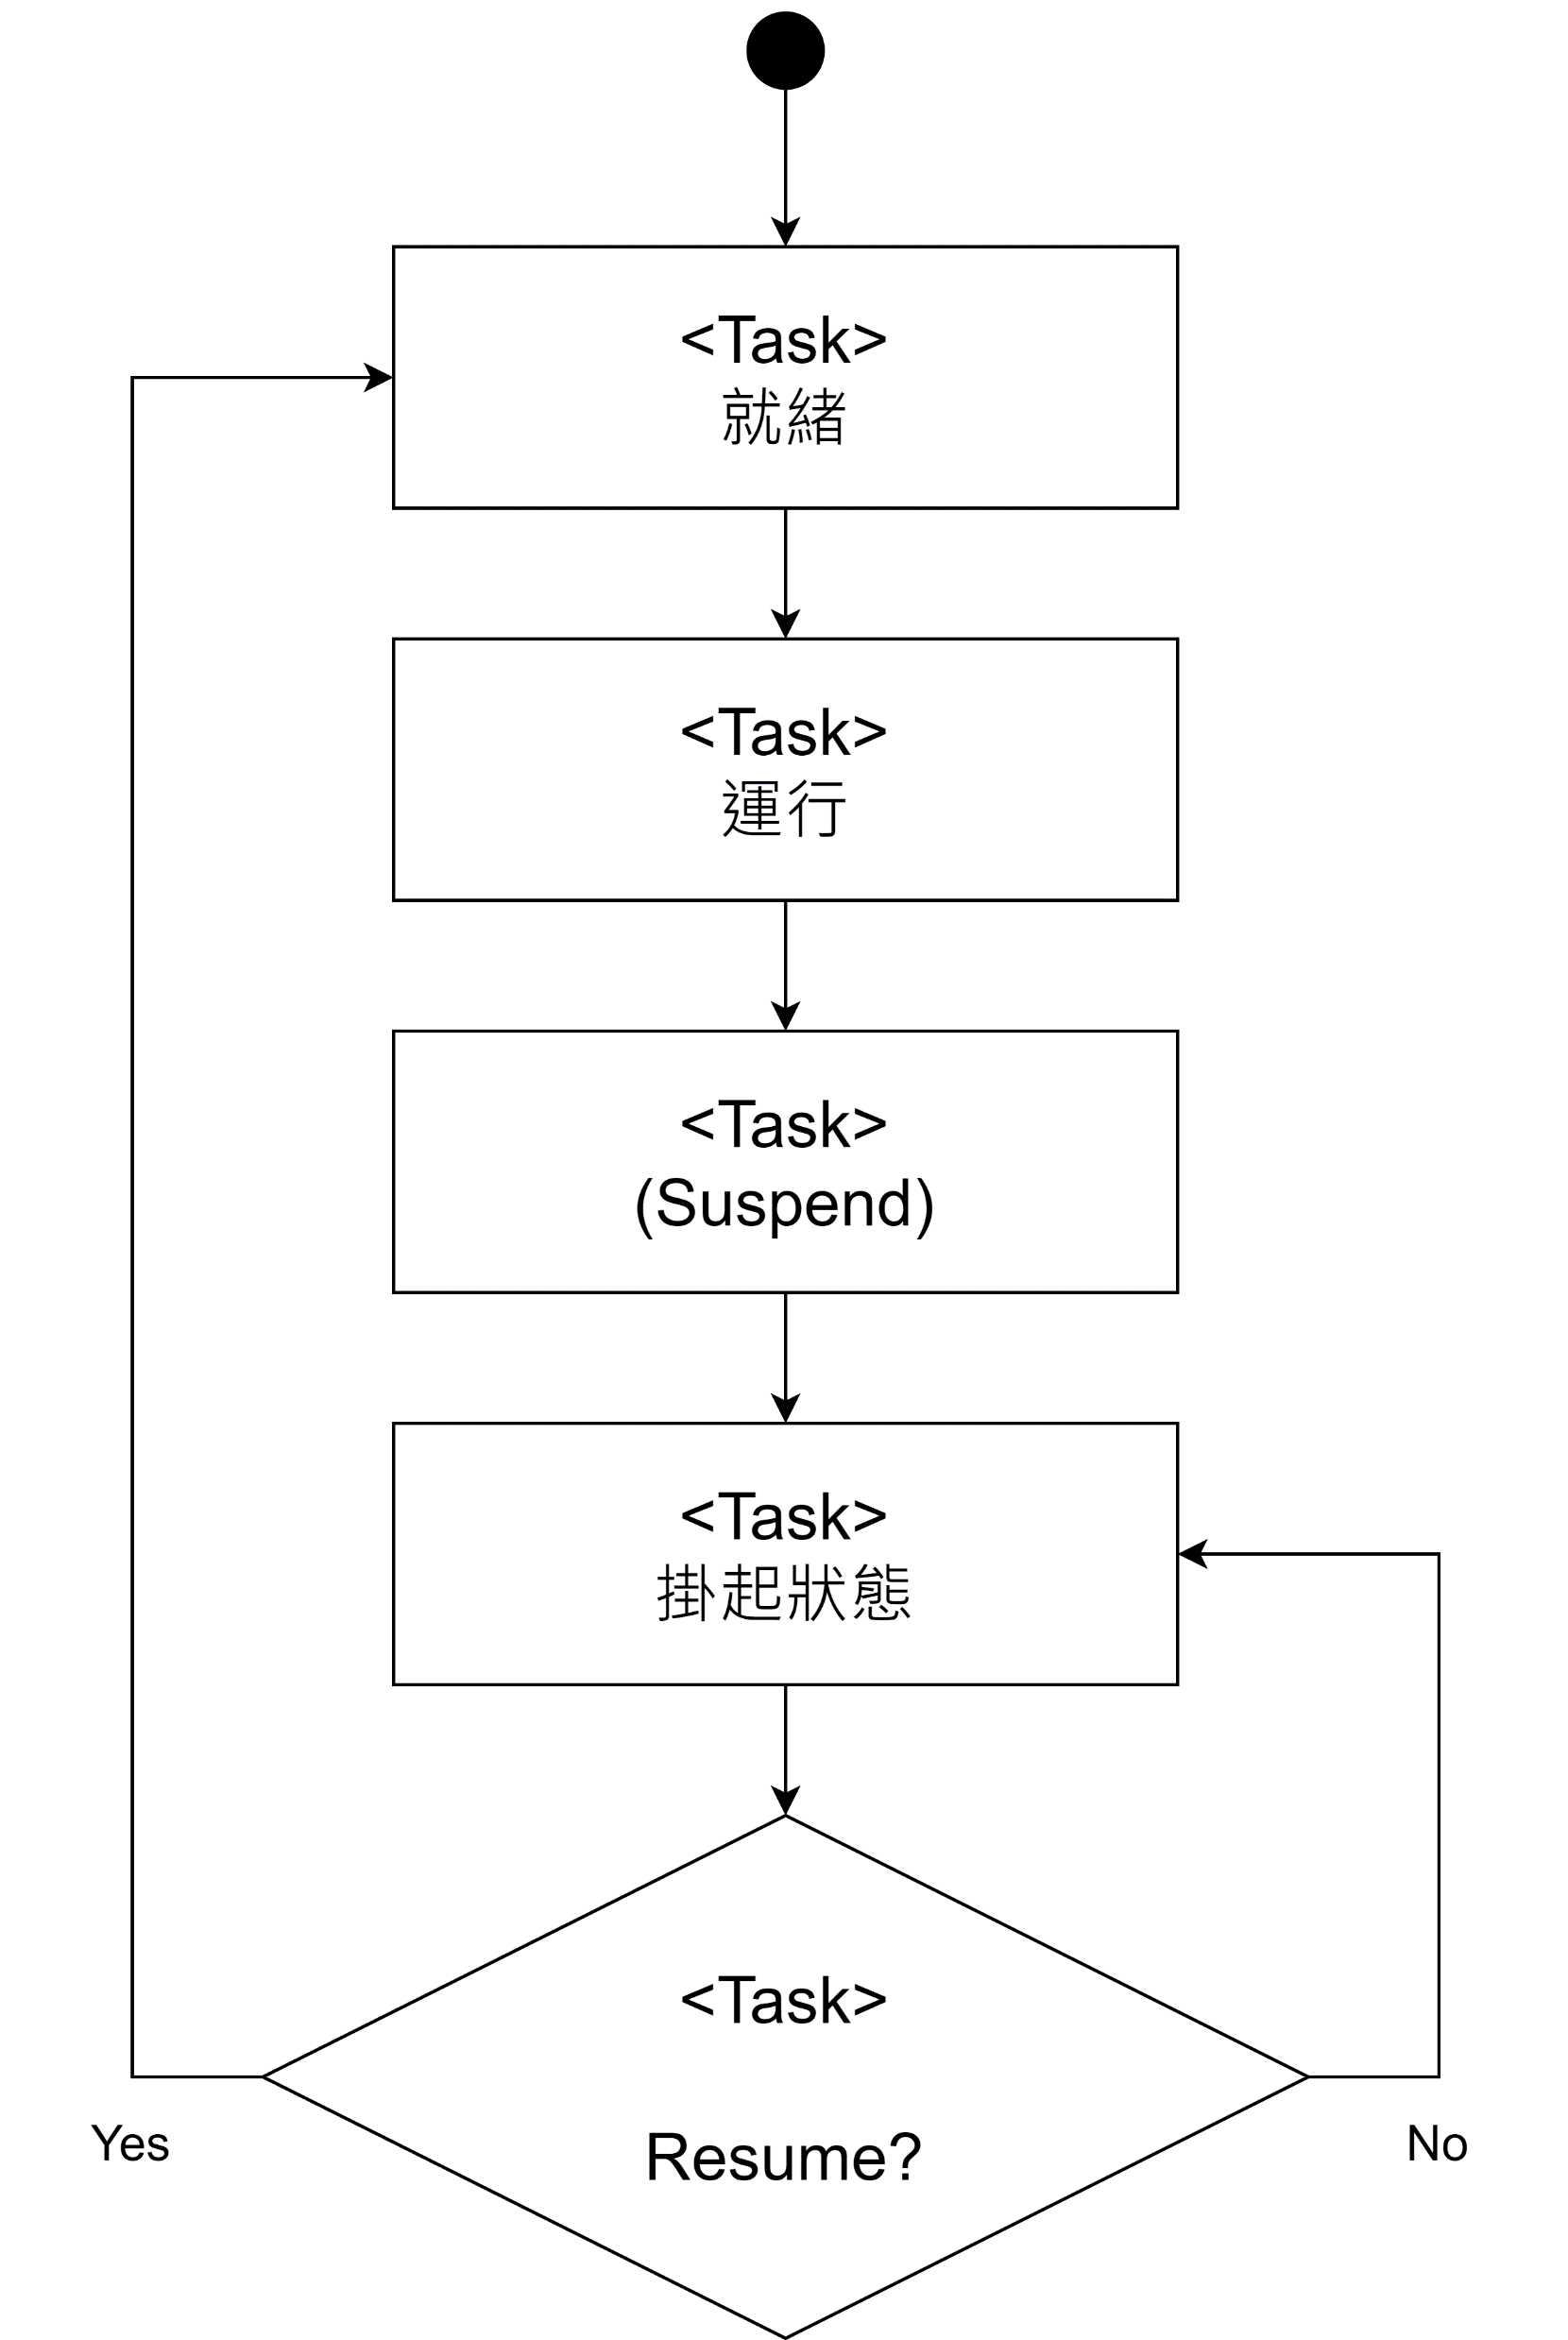 <Task>
就緒
<Task>
運行
<Task>
(Suspend)
<Task>
掛起狀態
<Task>
Resume?
Yes
No